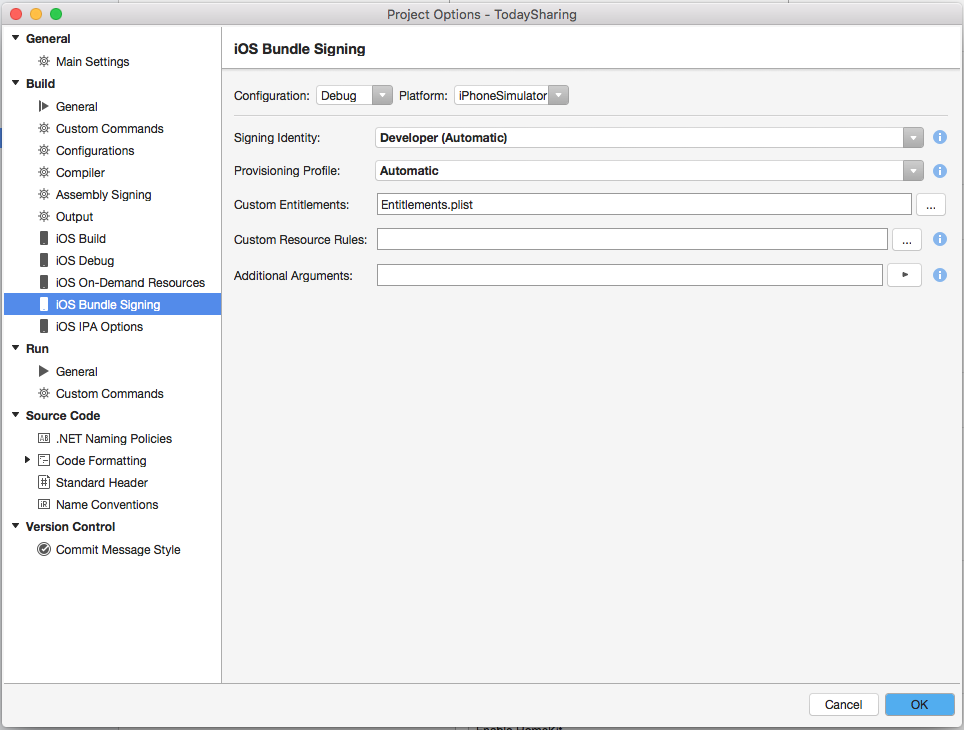 Project Options - TodaySharing
General
Main Settings
Build
General
Custom Commands
Configurations
Compiler
Assembly Signing
Output
iOS Build
iOS Debug
iOS On-Demand Resources
iOS Bundle Signing
iOS IPA Options
Run
General
Custom Commands
Source Code
.NET Naming Policies
Code Formatting
Standard Header
Name Conventions
Version Control
Commit Message Style
iOS Bundle Signing
Configuration: Debug Platform: iPhoneSimulator
Signing Identity: Developer (Automatic)
Provisioning Profile: Automatic
Custom Entitlements: Entitlements.plist ...
Custom Resource Rules: ...
Additional Arguments:
Cancel OK
Enable HomeKit